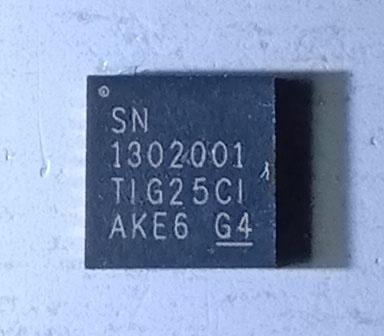 SN
1302001
TI G25CI
AKE6 G4